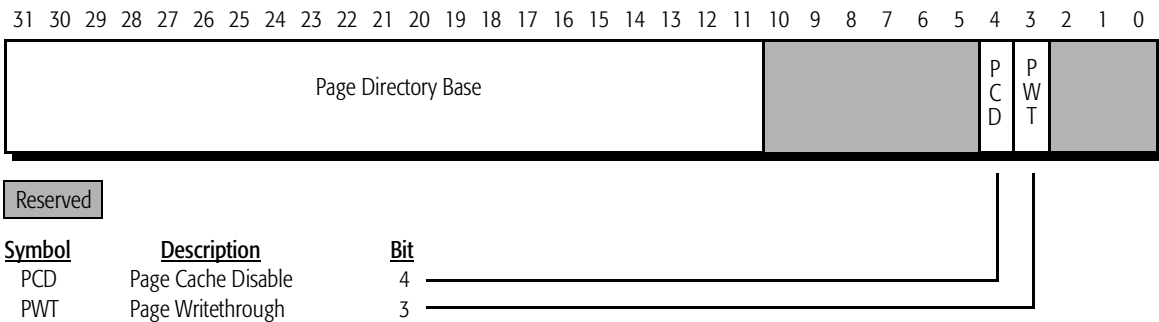 31 30 29 28 27 26 25 24 23 22 21 20 19 18 17 16 15 14 13 12 11 10 9 8 7 6 5 4 3 2 1 0
Page Directory Base
P C D
P W T
Reserved
Symbol Description Bit
PCD Page Cache Disable 4
PWT Page Writethrough 3